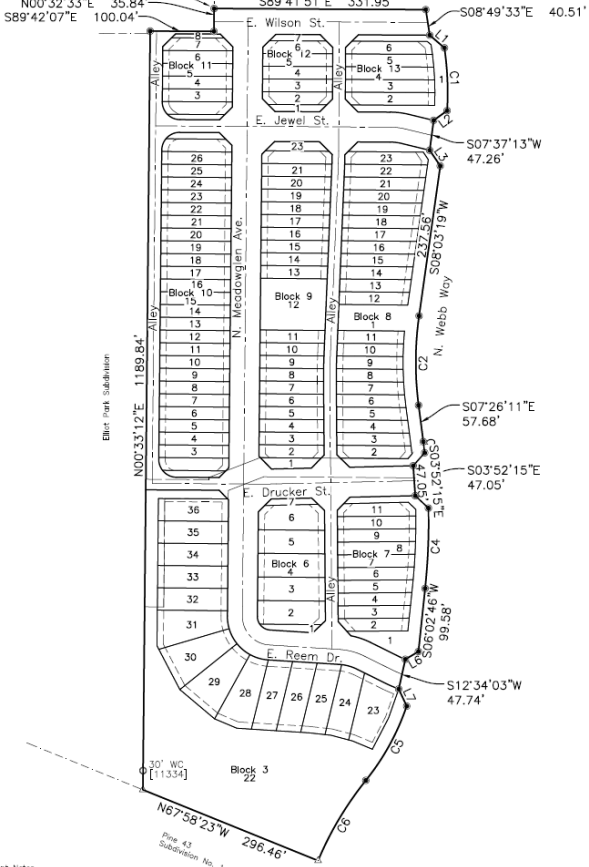 N00°32'33"E 35.84'
S89°41'51"E 331.95'
S89°42'07"E 100.04'
S08°49'33"E 40.51'
E. Wilson St.
L1
C1
8
7
6
Block 11
5
4
3
Alley
7
6
Block 12
5
4
3
2
1
Alley
6
5
Block 13
4
3
2
1
L2
E. Jewel St.
S07°37'13"W
47.26'
L3
26
25
24
23
22
21
20
19
18
17
16
Block 10
15
14
13
12
11
10
9
8
7
6
5
4
3
Alley
N. Meadowglen Ave.
23
21
20
19
18
17
16
15
14
13
Block 9
12
11
10
9
8
7
6
5
4
3
2
1
Alley
23
22
21
20
19
18
17
16
15
14
13
12
Block 8
1
11
10
9
8
7
6
5
4
3
2
237.56'
S08°03'19"W
N. Webb Way
C2
Elliot Park Subdivision
N00°33'12"E 1189.84'
S07°26'11"E
57.68'
S03°52'15"E
47.05'
S03°52'15"E
47.05'
E. Drucker St.
36
35
34
33
32
31
30
29
28
27
26
25
24
23
7
6
5
Block 6
4
3
2
1
Alley
11
10
9
8
Block 7
7
6
5
4
3
2
1
C4
S06°02'46"W
99.58'
L6
E. Reem Dr.
S12°34'03"W
47.74'
L7
C5
30' WC
[11334]
Block 3
22
C6
N67°58'23"W 296.46'
Pine 43
Subdivision No.